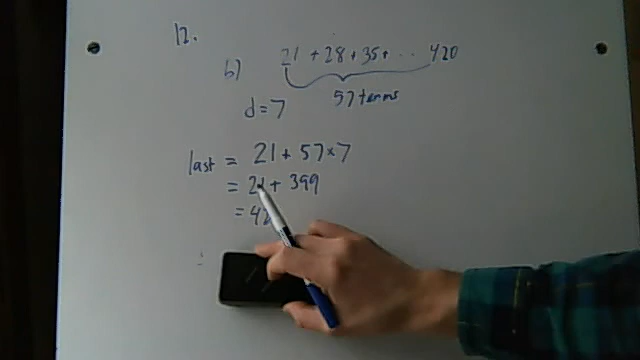 12.
b) 21 + 28 + 35 + ... 420
d = 7 57 terms
last = 21 + 57 × 7
= 21 + 399